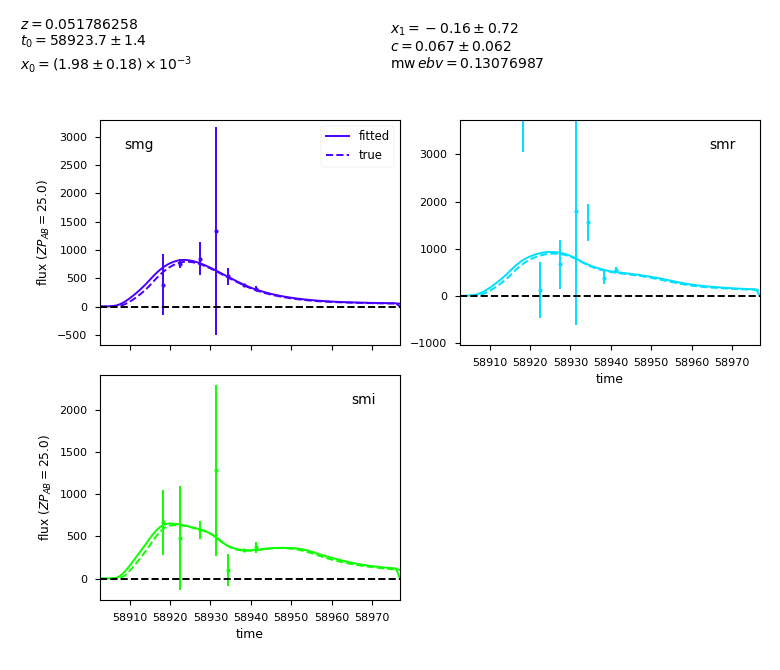 z = 0.051786258
t₀ = 58923.7 ± 1.4
x₀ = (1.98 ± 0.18) × 10⁻³
x₁ = −0.16 ± 0.72
c = 0.067 ± 0.062
mw ebv = 0.13076987
smg
fitted
true
3000
2500
2000
1500
1000
500
0
−500
flux (ZP_AB = 25.0)
smr
3000
2000
1000
0
−1000
58910 58920 58930 58940 58950 58960 58970
time
smi
2000
1500
1000
500
0
flux (ZP_AB = 25.0)
58910 58920 58930 58940 58950 58960 58970
time